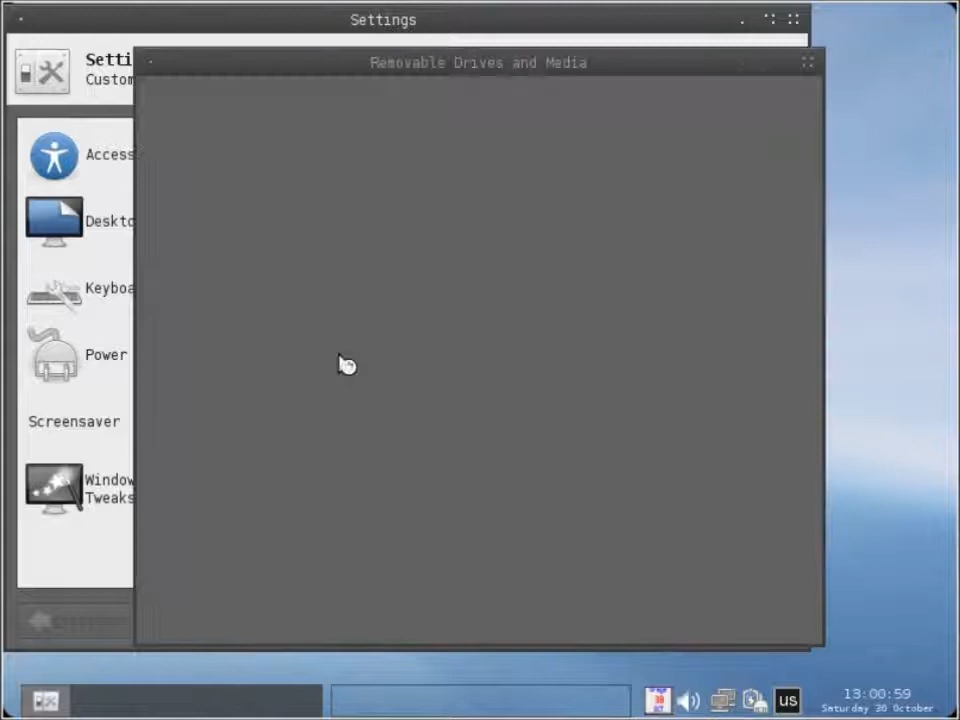 Settings
Setti
Custom
Removable Drives and Media
Access
Deskto
Keyboa
Power
Screensaver
Window
Tweaks
30
us
13:00:59
Saturday 30 October